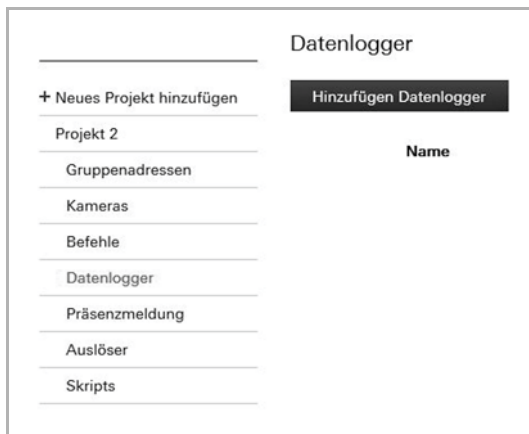 Datenlogger
+ Neues Projekt hinzufügen
Projekt 2
Gruppenadressen
Kameras
Befehle
Datenlogger
Präsenzmeldung
Auslöser
Skripts
Hinzufügen Datenlogger
Name